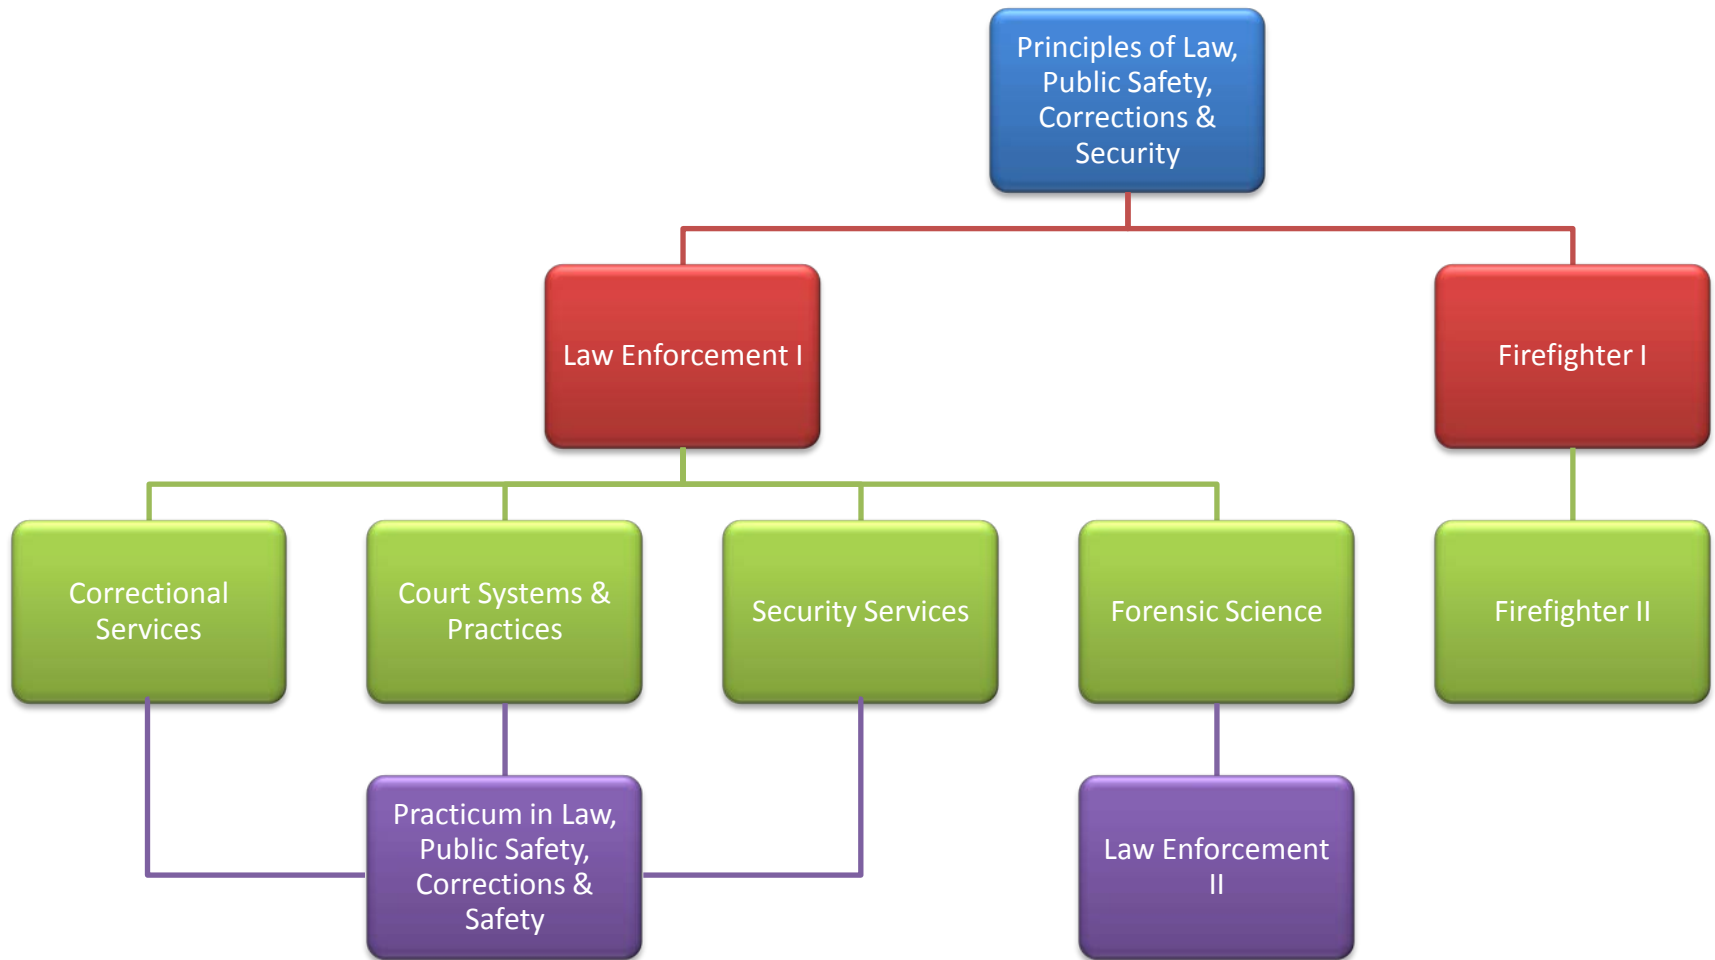 Principles of Law,
Public Safety,
Corrections &
Security
Law Enforcement I
Firefighter I
Correctional
Services
Court Systems &
Practices
Security Services
Forensic Science
Firefighter II
Practicum in Law,
Public Safety,
Corrections &
Safety
Law Enforcement
II